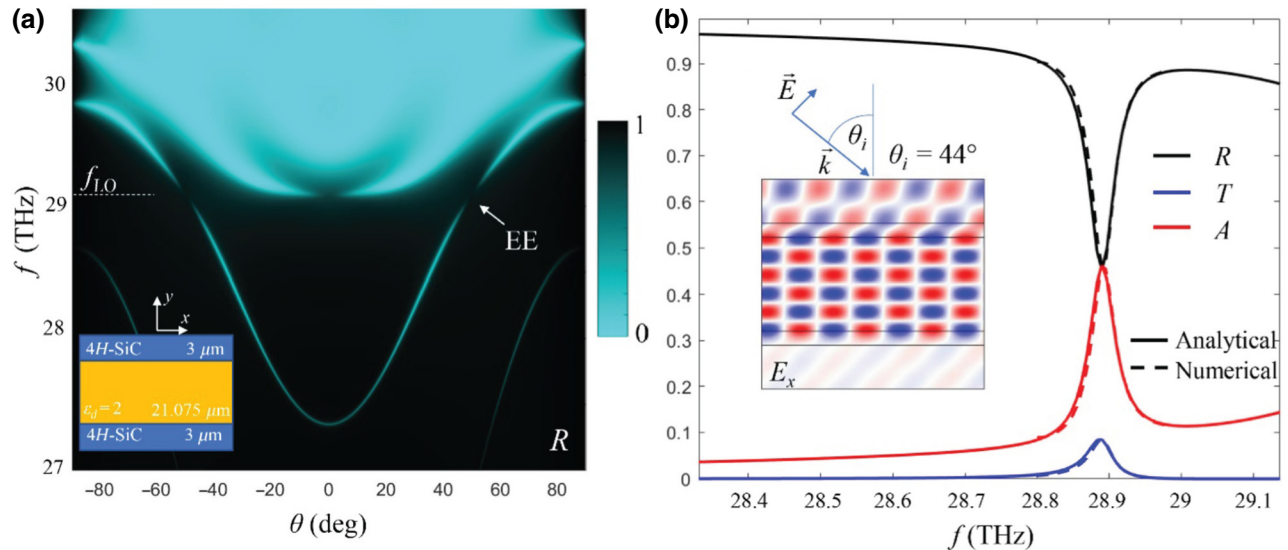 (a)
30
f_LO
29
EE
f (THz)
28
27
y
x
4H-SiC 3 μm
ε_d = 2 21.075 μm
4H-SiC 3 μm
R
−80 −60 −40 −20 0 20 40 60 80
θ (deg)
1
0
(b)
0.9
0.8
0.7
0.6
0.5
0.4
0.3
0.2
0.1
0
E⃗
θ_i
k⃗
θ_i = 44°
E_x
R
T
A
Analytical
Numerical
28.4 28.5 28.6 28.7 28.8 28.9 29 29.1
f (THz)